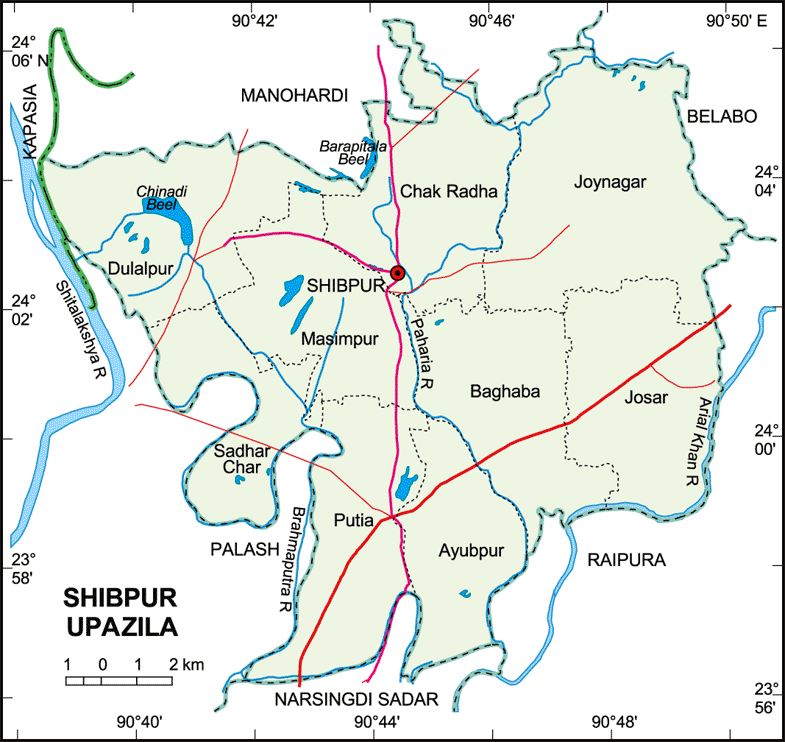 90°42' 90°46' 90°50' E
24°
06' N
KAPASIA
MANOHARDI
BELABO
Barapitala
Beel
24°
04'
Chak Radha
Joynagar
Chinadi
Beel
Dulalpur
SHIBPUR
24°
02'
Shitalakshya R
Masimpur
Paharia R
Baghaba
Josar
Arial Khan R
24°
00'
Sadhar
Char
Putia
Brahmaputra R
PALASH
Ayubpur
RAIPURA
23°
58'
SHIBPUR
UPAZILA
1 0 1 2 km
NARSINGDI SADAR
23°
56'
90°40' 90°44' 90°48'